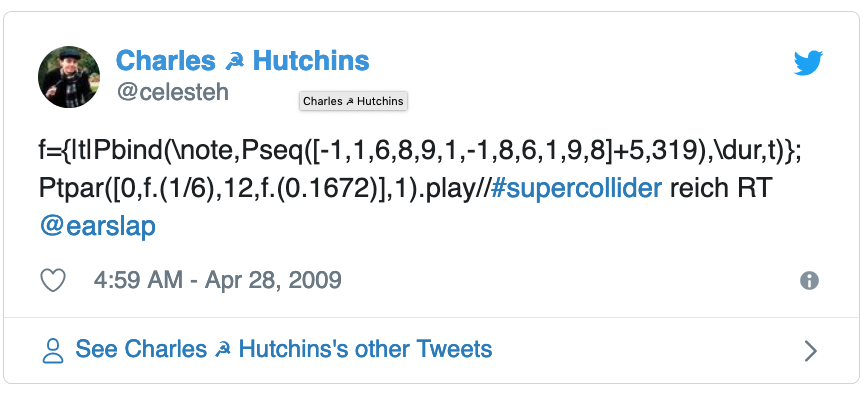 Charles ☭ Hutchins
@celesteh
Charles ☭ Hutchins
f={|t|Pbind(\note,Pseq([-1,1,6,8,9,1,-1,8,6,1,9,8]+5,319),\dur,t)};
Ptpar([0,f.(1/6),12,f.(0.1672)],1).play//#supercollider reich RT
@earslap
4:59 AM - Apr 28, 2009
See Charles ☭ Hutchins's other Tweets